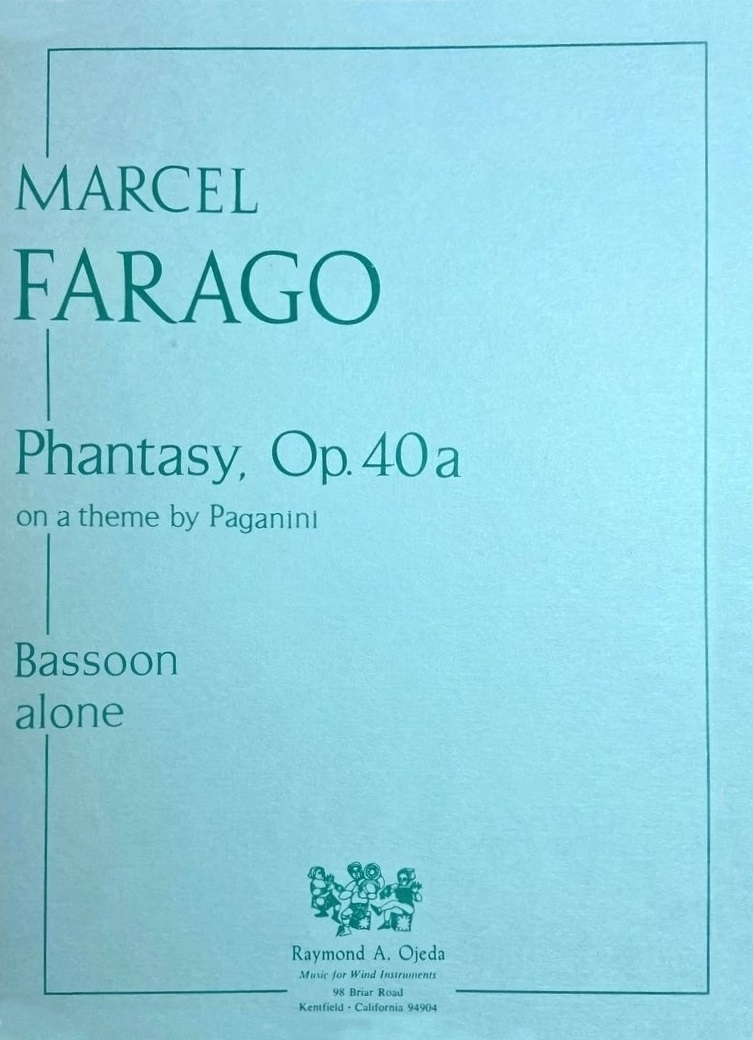 MARCEL
FARAGO
Phantasy, Op. 40a
on a theme by Paganini
Bassoon
alone
Raymond A. Ojeda
Music for Wind Instruments
98 Briar Road
Kentfield · California 94904